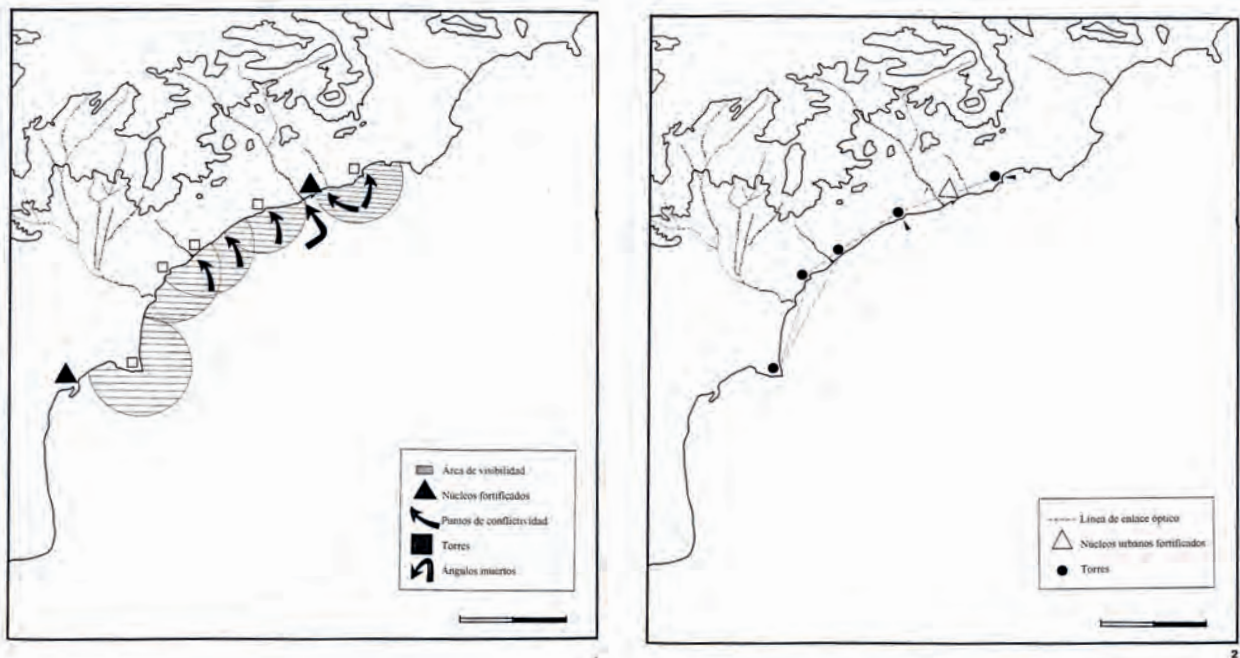 Área de visibilidad
Núcleos fortificados
Puntos de conflictividad
Torres
Ángulos muertos
Línea de enlace óptico
Núcleos urbanos fortificados
Torres
2